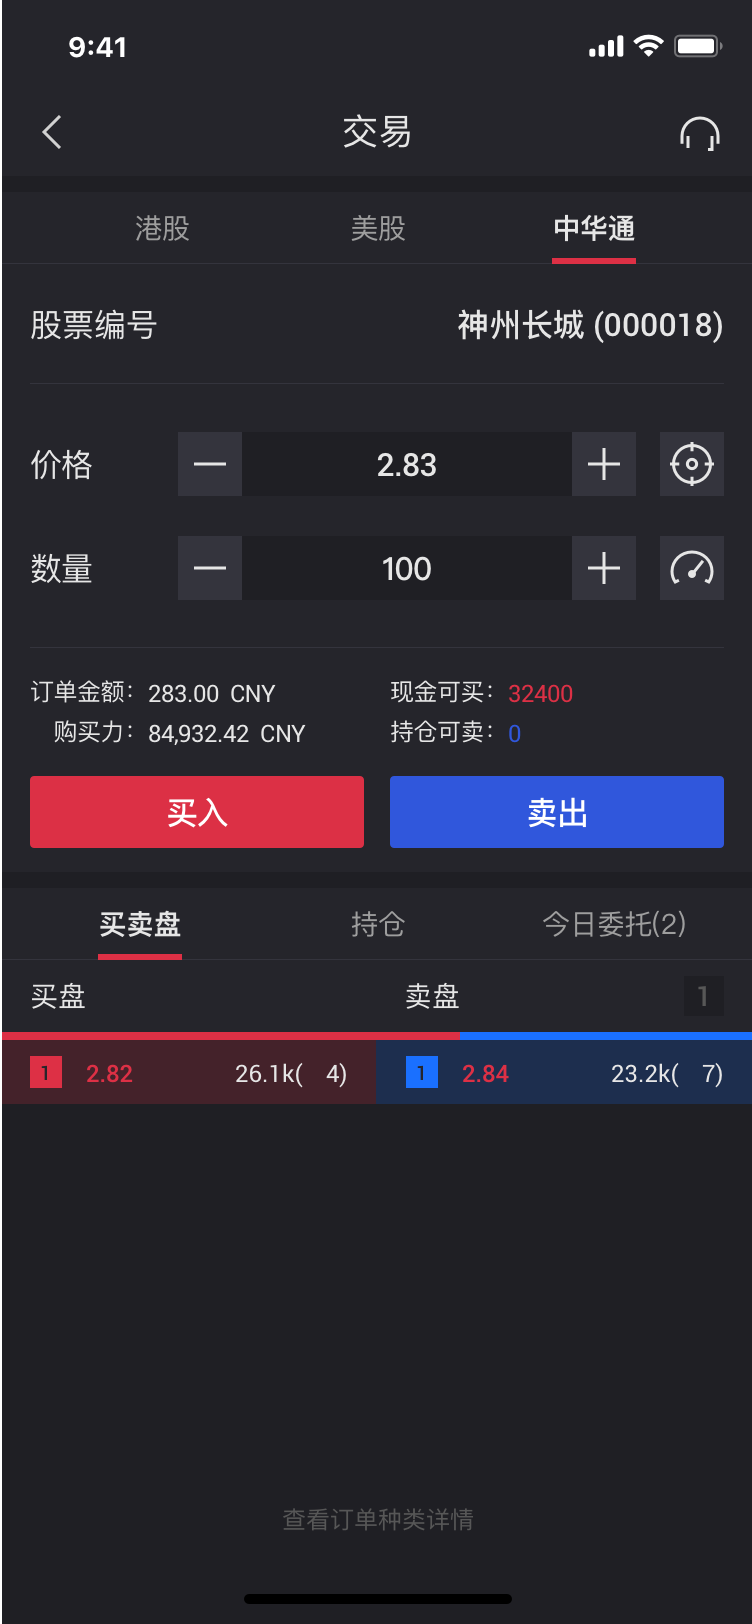 9:41
交易
港股 美股 中华通
股票编号 神州长城 (000018)
价格 2.83
数量 100
订单金额: 283.00 CNY 现金可买: 32400
购买力: 84,932.42 CNY 持仓可卖: 0
买入 卖出
买卖盘 持仓 今日委托(2)
买盘 卖盘 1
1 2.82 26.1k( 4) 1 2.84 23.2k( 7)
查看订单种类详情